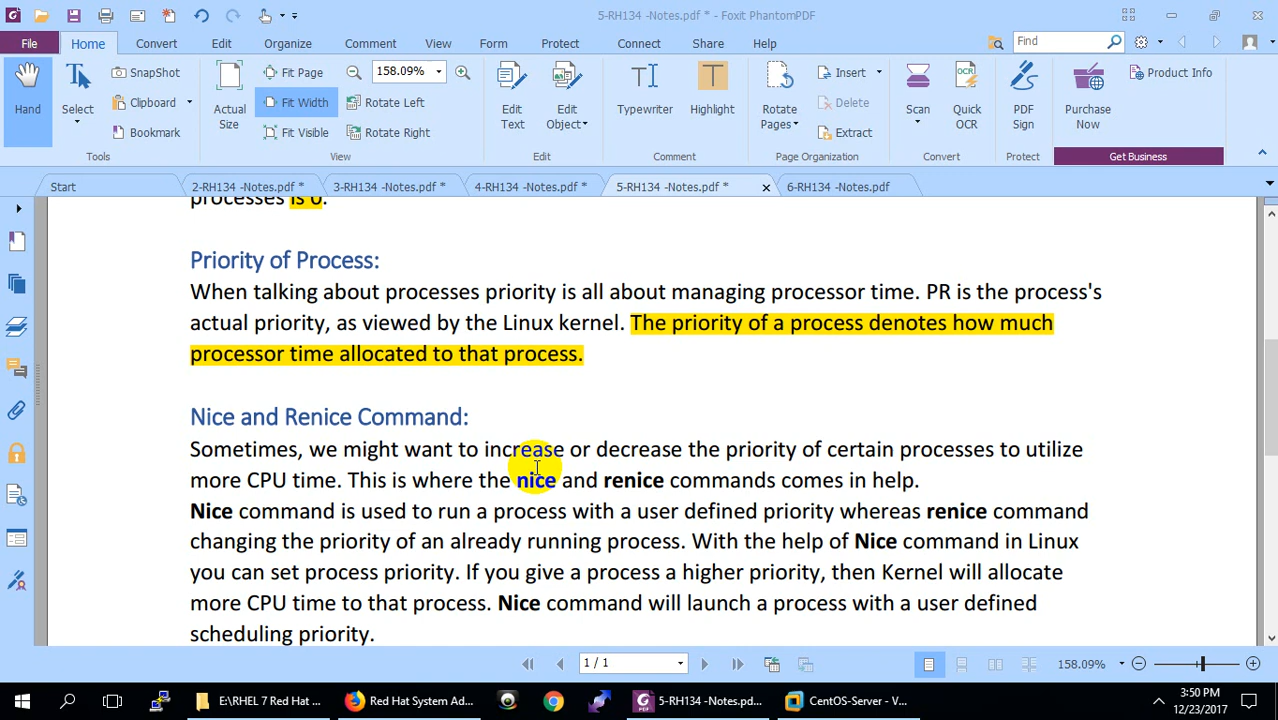 5-RH134 -Notes.pdf * - Foxit PhantomPDF
File Home Convert Edit Organize Comment View Form Protect Connect Share Help Find
Hand
Select
SnapShot
Clipboard
Bookmark
Tools
Actual Size
Fit Page
Fit Width
Fit Visible
158.09%
Rotate Left
Rotate Right
View
Edit Text
Edit Object
Edit
Typewriter
Highlight
Comment
Rotate Pages
Insert
Delete
Extract
Page Organization
Scan
Quick OCR
Convert
PDF Sign
Protect
Purchase Now
Product Info
Get Business
Start 2-RH134 -Notes.pdf * 3-RH134 -Notes.pdf * 4-RH134 -Notes.pdf * 5-RH134 -Notes.pdf * 6-RH134 -Notes.pdf
processes is 0.
Priority of Process:
When talking about processes priority is all about managing processor time. PR is the process's
actual priority, as viewed by the Linux kernel. The priority of a process denotes how much
processor time allocated to that process.
Nice and Renice Command:
Sometimes, we might want to increase or decrease the priority of certain processes to utilize
more CPU time. This is where the nice and renice commands comes in help.
Nice command is used to run a process with a user defined priority whereas renice command
changing the priority of an already running process. With the help of Nice command in Linux
you can set process priority. If you give a process a higher priority, then Kernel will allocate
more CPU time to that process. Nice command will launch a process with a user defined
scheduling priority.
1 / 1 158.09%
E:\RHEL 7 Red Hat ... Red Hat System Ad... 5-RH134 -Notes.pd... CentOS-Server - V...
3:50 PM
12/23/2017